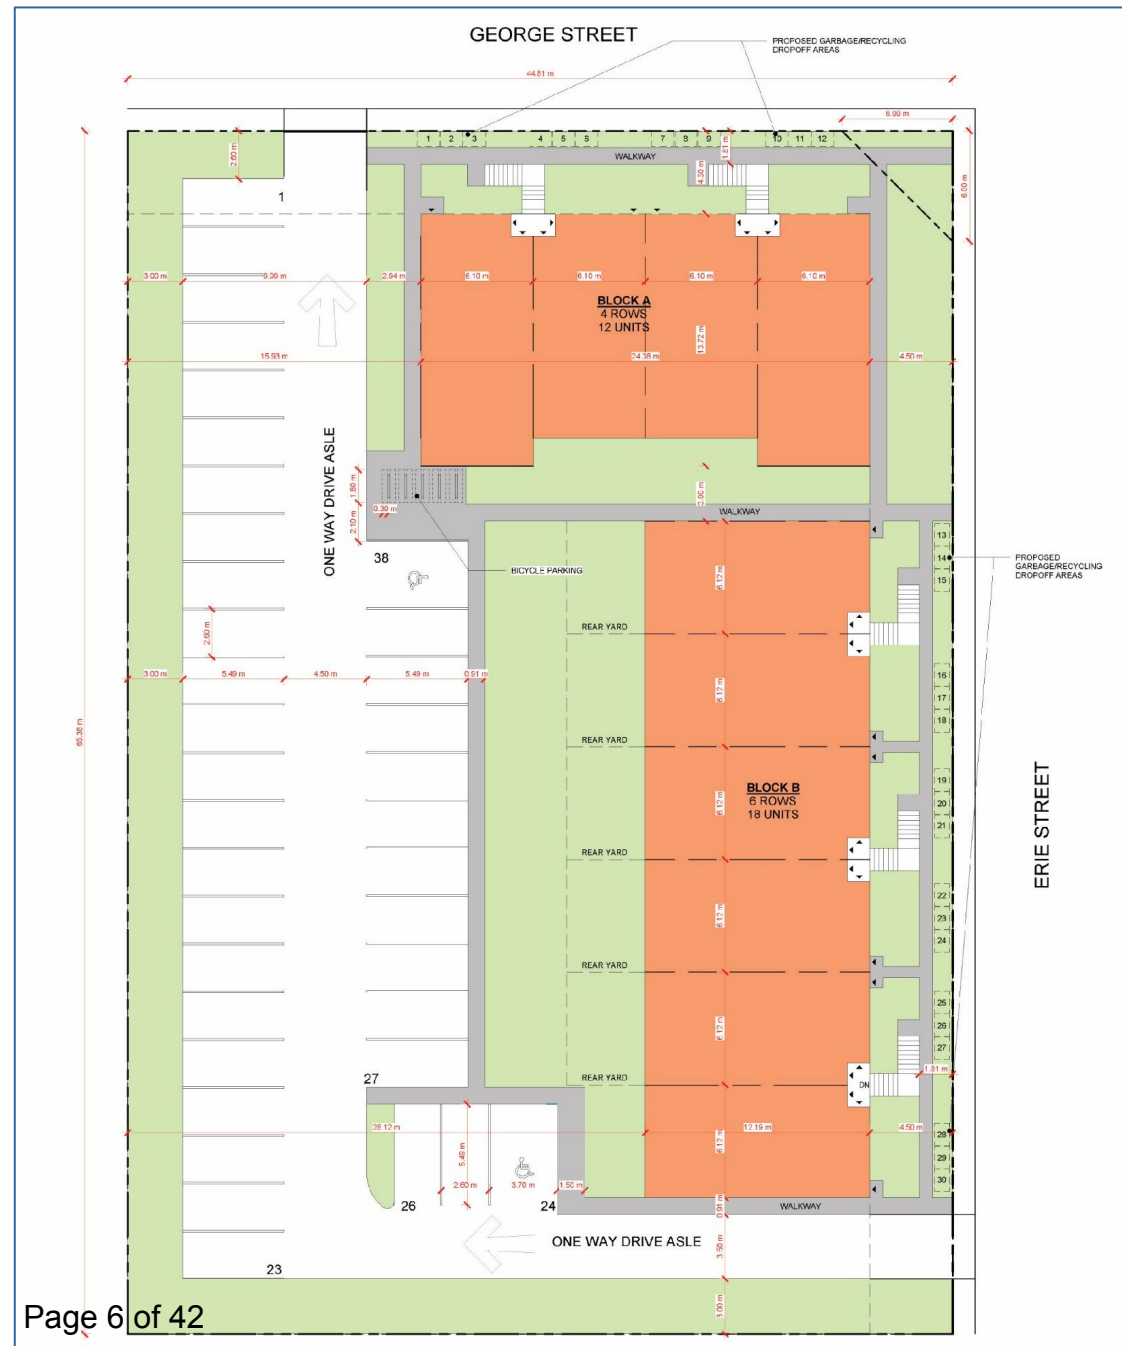 GEORGE STREET
PROPOSED GARBAGE/RECYCLING
DROPOFF AREAS
44.81 m
6.00 m
1 2 3 4 5 6 7 8 9 10 11 12
WALKWAY
2.60 m
1.81 m
4.50 m
6.00 m
1
3.00 m 9.99 m 2.94 m 6.10 m 6.10 m 6.10 m 6.10 m
BLOCK A
4 ROWS
12 UNITS
13.72 m
15.93 m 24.38 m 4.50 m
ONE WAY DRIVE ASLE
1.80 m
0.30 m
2.10 m
WALKWAY
38
BICYCLE PARKING
13
14
15
PROPOSED
GARBAGE/RECYCLING
DROPOFF AREAS
6.12 m
REAR YARD
2.60 m
3.00 m 5.49 m 4.50 m 5.49 m 0.91 m
6.12 m
16
17
18
65.38 m
REAR YARD
19
20
21
BLOCK B
6 ROWS
18 UNITS
6.12 m
ERIE STREET
REAR YARD
22
23
24
6.12 m
REAR YARD
25
26
27
6.12 m
1.81 m
REAR YARD
DN
27
28.12 m 12.19 m 4.50 m
28
29
30
6.12 m
5.49 m
2.60 m 3.70 m 1.50 m
26 24
0.91 m
WALKWAY
ONE WAY DRIVE ASLE
3.50 m
23
3.00 m
Page 6 of 42